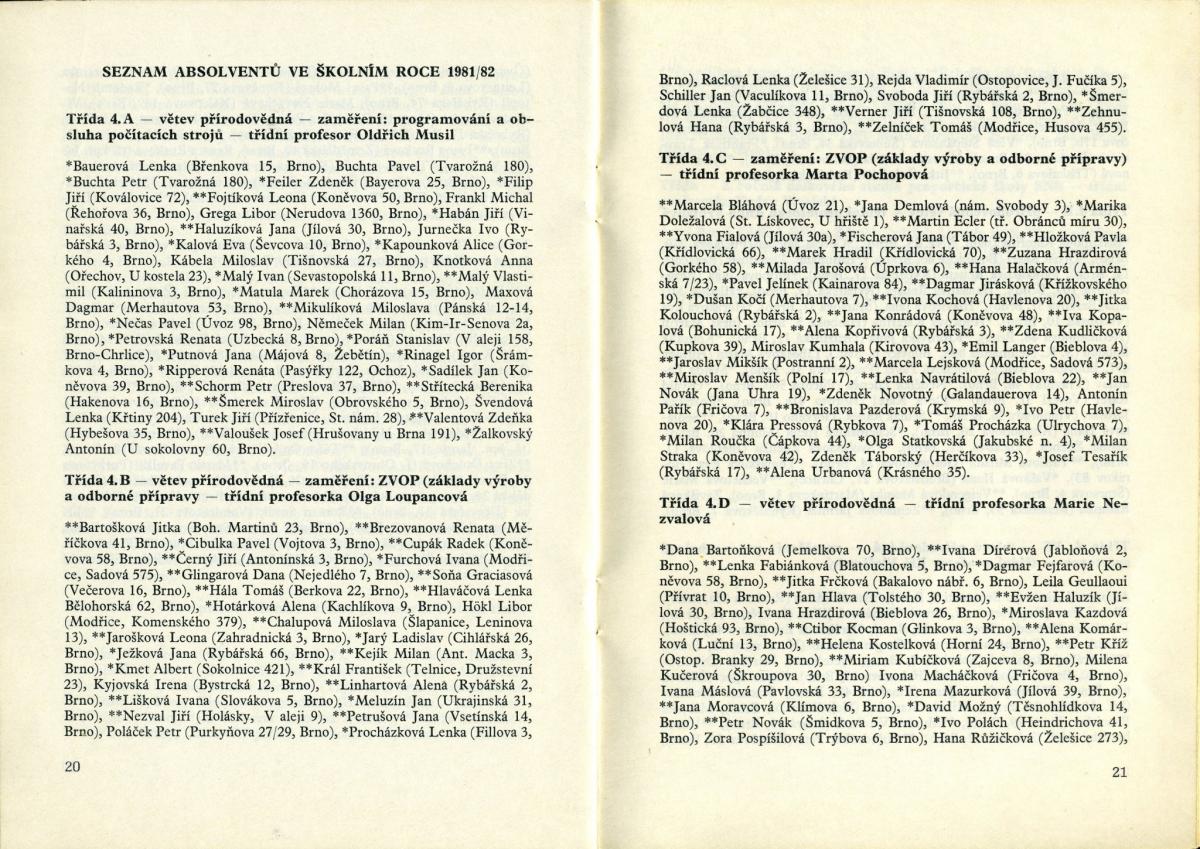 SEZNAM ABSOLVENTŮ VE ŠKOLNÍM ROCE 1981/82
Třída 4. A — větev přírodovědná — zaměření: programování a ob-
sluha počítacích strojů — třídní profesor Oldřich Musil
*Bauerová Lenka (Břenkova 15, Brno), Buchta Pavel (Tvarožná 180),
*Buchta Petr (Tvarožná 180), *Feiler Zdeněk (Bayerova 25, Brno), *Filip
Jiří (Koválovice 72), **Fojtíková Leona (Koněvova 50, Brno), Frankl Michal
(Řehořova 36, Brno), Grega Libor (Nerudova 1360, Brno), *Habán Jiří (Vi-
nařská 40, Brno), **Haluzíková Jana (Jílová 30, Brno), Jurnečka Ivo (Ry-
bářská 3, Brno), *Kalová Eva (Ševcova 10, Brno), *Kapounková Alice (Gor-
kého 4, Brno), Kábela Miloslav (Tišnovská 27, Brno), Knotková Anna
(Ořechov, U kostela 23), *Malý Ivan (Sevastopolská 11, Brno), **Malý Vlasti-
mil (Kalininova 3, Brno), *Matula Marek (Chorázova 15, Brno), Maxová
Dagmar (Merhautova 53, Brno), **Mikulíková Miloslava (Pánská 12-14,
Brno), *Nečas Pavel (Úvoz 98, Brno), Němeček Milan (Kim-Ir-Senova 2a,
Brno), *Petrovská Renata (Uzbecká 8, Brno), *Poráň Stanislav (V aleji 158,
Brno-Chrlice), *Putnová Jana (Májová 8, Žebětín), *Rinagel Igor (Šrám-
kova 4, Brno), *Ripperová Renáta (Pasýřky 122, Ochoz), *Sadílek Jan (Ko-
něvova 39, Brno), **Schorm Petr (Preslova 37, Brno), **Střítecká Berenika
(Hakenova 16, Brno), **Šmerek Miroslav (Obrovského 5, Brno), Švendová
Lenka (Křtiny 204), Turek Jiří (Přízřenice, St. nám. 28), **Valentová Zdeňka
(Hybešova 35, Brno), **Valoušek Josef (Hrušovany u Brna 191), *Žalkovský
Antonín (U sokolovny 60, Brno).
Třída 4. B — větev přírodovědná — zaměření: ZVOP (základy výroby
a odborné přípravy — třídní profesorka Olga Loupancová
**Bartošková Jitka (Boh. Martinů 23, Brno), **Brezovanová Renata (Mě-
říčkova 41, Brno), *Cibulka Pavel (Vojtova 3, Brno), **Cupák Radek (Koně-
vova 58, Brno), **Černý Jiří (Antonínská 3, Brno), *Furchová Ivana (Modři-
ce, Sadová 575), **Glingarová Dana (Nejedlého 7, Brno), **Soňa Graciasová
(Večerova 16, Brno), **Hála Tomáš (Berkova 22, Brno), **Hlaváčová Lenka
Bělohorská 62, Brno), *Hotárková Alena (Kachlíkova 9, Brno), Hökl Libor
(Modřice, Komenského 379), **Chalupová Miloslava (Šlapanice, Leninova
13), **Jarošková Leona (Zahradnická 3, Brno), *Jarý Ladislav (Cihlářská 26,
Brno), *Ježková Jana (Rybářská 66, Brno), **Kejík Milan (Ant. Macka 3,
Brno), *Kmet Albert (Sokolnice 421), **Král František (Telnice, Družstevní
23), Kyjovská Irena (Bystrcká 12, Brno), **Linhartová Alena (Rybářská 2,
Brno), **Lišková Ivana (Slovákova 5, Brno), *Meluzín Jan (Ukrajinská 31,
Brno), **Nezval Jiří (Holásky, V aleji 9), **Petrušová Jana (Vsetínská 14,
Brno), Poláček Petr (Purkyňova 27/29, Brno), *Procházková Lenka (Fillova 3,
20
Brno), Raclová Lenka (Želešice 31), Rejda Vladimír (Ostopovice, J. Fučíka 5),
Schiller Jan (Vaculíkova 11, Brno), Svoboda Jiří (Rybářská 2, Brno), *Šmer-
dová Lenka (Žabčice 348), **Verner Jiří (Tišnovská 108, Brno), **Zehnu-
lová Hana (Rybářská 3, Brno), **Zelníček Tomáš (Modřice, Husova 455).
Třída 4. C — zaměření: ZVOP (základy výroby a odborné přípravy)
— třídní profesorka Marta Pochopová
**Marcela Bláhová (Úvoz 21), *Jana Demlová (nám. Svobody 3), *Marika
Doležalová (St. Lískovec, U hřiště 1), **Martin Ecler (tř. Obránců míru 30),
**Yvona Fialová (Jílová 30a), *Fischerová Jana (Tábor 49), **Hložková Pavla
(Křídlovická 66), **Marek Hradil (Křídlovická 70), **Zuzana Hrazdirová
(Gorkého 58), **Milada Jarošová (Úprkova 6), **Hana Halačková (Armén-
ská 7/23), *Pavel Jelínek (Kainarova 84), **Dagmar Jirásková (Křížkovského
19), *Dušan Kočí (Merhautova 7), **Ivona Kochová (Havlenova 20), **Jitka
Kolouchová (Rybářská 2), **Jana Konrádová (Koněvova 48), **Iva Kopa-
lová (Bohunická 17), **Alena Kopřivová (Rybářská 3), **Zdena Kudličková
(Kupkova 39), Miroslav Kumhala (Kirovova 43), *Emil Langer (Bieblova 4),
**Jaroslav Mikšík (Postranní 2), **Marcela Lejsková (Modřice, Sadová 573),
**Miroslav Menšík (Polní 17), **Lenka Navrátilová (Bieblova 22), **Jan
Novák (Jana Uhra 19), *Zdeněk Novotný (Galandauerova 14), Antonín
Pařík (Fričova 7), **Bronislava Pazderová (Krymská 9), *Ivo Petr (Havle-
nova 20), *Klára Pressová (Rybkova 7), *Tomáš Procházka (Ulrychova 7),
*Milan Roučka (Čápkova 44), *Olga Statkovská (Jakubské n. 4), *Milan
Straka (Koněvova 42), Zdeněk Táborský (Herčíkova 33), *Josef Tesařík
(Rybářská 17), **Alena Urbanová (Krásného 35).
Třída 4. D — větev přírodovědná — třídní profesorka Marie Ne-
zvalová
*Dana Bartoňková (Jemelkova 70, Brno), **Ivana Dírérová (Jabloňová 2,
Brno), **Lenka Fabiánková (Blatouchova 5, Brno),*Dagmar Fejfarová (Ko-
něvova 58, Brno), **Jitka Frčková (Bakalovo nábř. 6, Brno), Leila Geullaoui
(Přívrat 10, Brno), **Jan Hlava (Tolstého 30, Brno), **Evžen Haluzík (Jí-
lová 30, Brno), Ivana Hrazdirová (Bieblova 26, Brno), *Miroslava Kazdová
(Hoštická 93, Brno), **Ctibor Kocman (Glinkova 3, Brno), **Alena Komár-
ková (Luční 13, Brno), **Helena Kostelková (Horní 24, Brno), **Petr Kříž
(Ostop. Branky 29, Brno), **Miriam Kubíčková (Zajceva 8, Brno), Milena
Kučerová (Škroupova 30, Brno) Ivona Macháčková (Fričova 4, Brno),
Ivana Máslová (Pavlovská 33, Brno), *Irena Mazurková (Jílová 39, Brno),
**Jana Moravcová (Klímova 6, Brno), *David Možný (Těsnohlídkova 14,
Brno), **Petr Novák (Šmidkova 5, Brno), *Ivo Polách (Heindrichova 41,
Brno), Zora Pospíšilová (Trýbova 6, Brno), Hana Růžičková (Želešice 273),
21